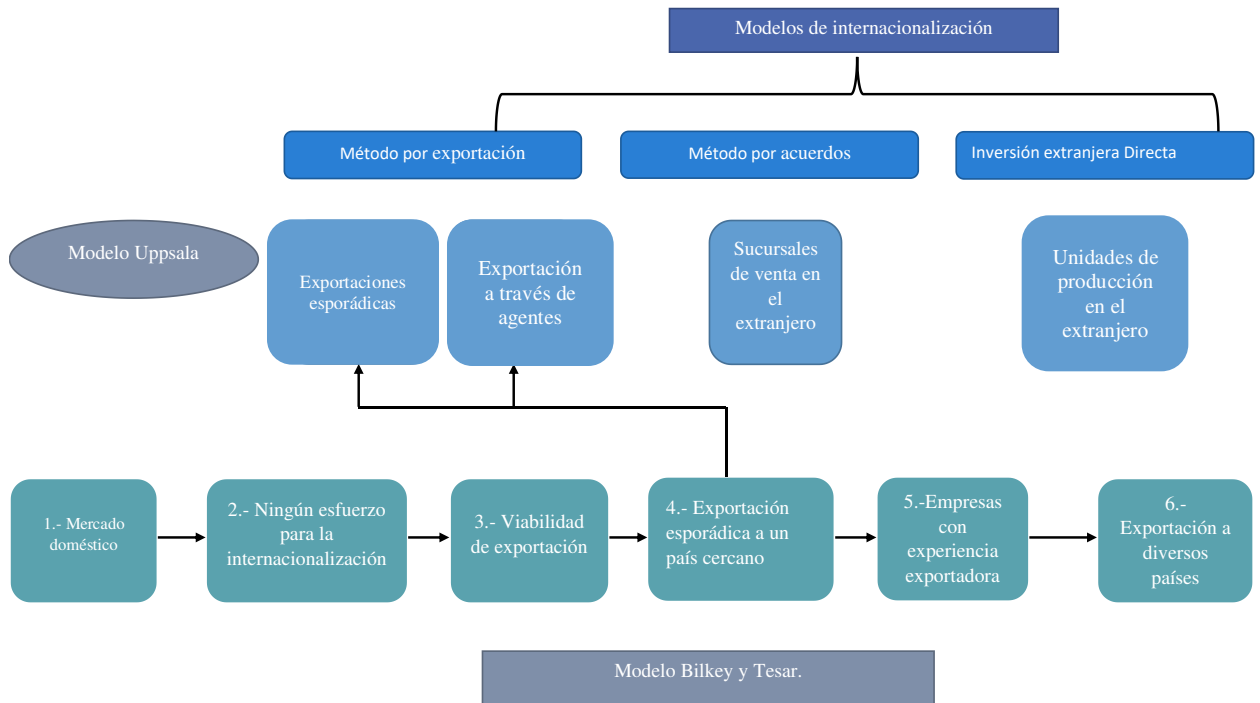 Modelos de internacionalización
Método por exportación
Método por acuerdos
Inversión extranjera Directa
Modelo Uppsala
Exportaciones
esporádicas
Exportación
a través de
agentes
Sucursales
de venta en
el
extranjero
Unidades de
producción
en el
extranjero
1.- Mercado
doméstico
2.- Ningún esfuerzo
para la
internacionalización
3.- Viabilidad
de exportación
4.- Exportación
esporádica a un
país cercano
5.-Empresas
con
experiencia
exportadora
6.-
Exportación a
diversos
países
Modelo Bilkey y Tesar.